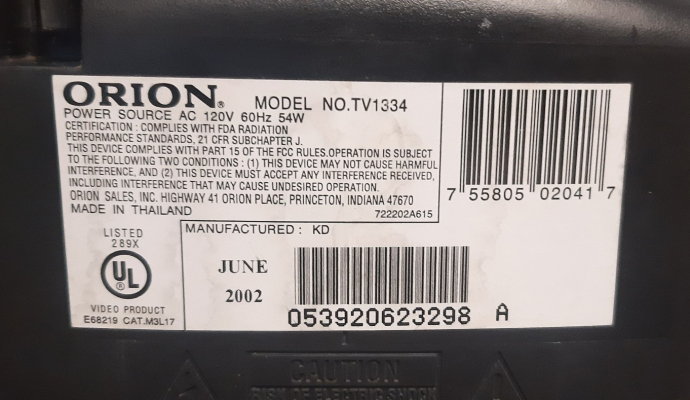 ORION®
MODEL NO.TV1334
POWER SOURCE AC 120V 60Hz 54W
CERTIFICATION : COMPLIES WITH FDA RADIATION
PERFORMANCE STANDARDS, 21 CFR SUBCHAPTER J.
THIS DEVICE COMPLIES WITH PART 15 OF THE FCC RULES.OPERATION IS SUBJECT
TO THE FOLLOWING TWO CONDITIONS : (1) THIS DEVICE MAY NOT CAUSE HARMFUL
INTERFERENCE, AND (2) THIS DEVICE MUST ACCEPT ANY INTERFERENCE RECEIVED,
INCLUDING INTERFERENCE THAT MAY CAUSE UNDESIRED OPERATION.
ORION SALES, INC. HIGHWAY 41 ORION PLACE, PRINCETON, INDIANA 47670
MADE IN THAILAND
722202A615
7 55805 02041 7
LISTED
289X
UL
®
VIDEO PRODUCT
E68219 CAT.M3L17
MANUFACTURED : KD
JUNE
2002
053920623298 A
CAUTION
RISK OF ELECTRIC SHOCK